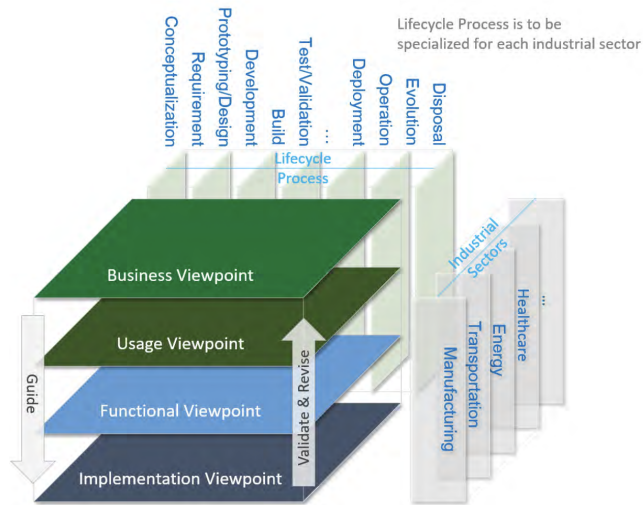 Lifecycle Process is to be
specialized for each industrial sector
Conceptualization
Requirement
Prototyping/Design
Development
Build
Test/Validation
...
Deployment
Operation
Evolution
Disposal
Lifecycle
Process
Industrial
Sectors
Business Viewpoint
Usage Viewpoint
Functional Viewpoint
Implementation Viewpoint
Guide
Validate & Revise
Manufacturing
Transportation
Energy
Healthcare
...